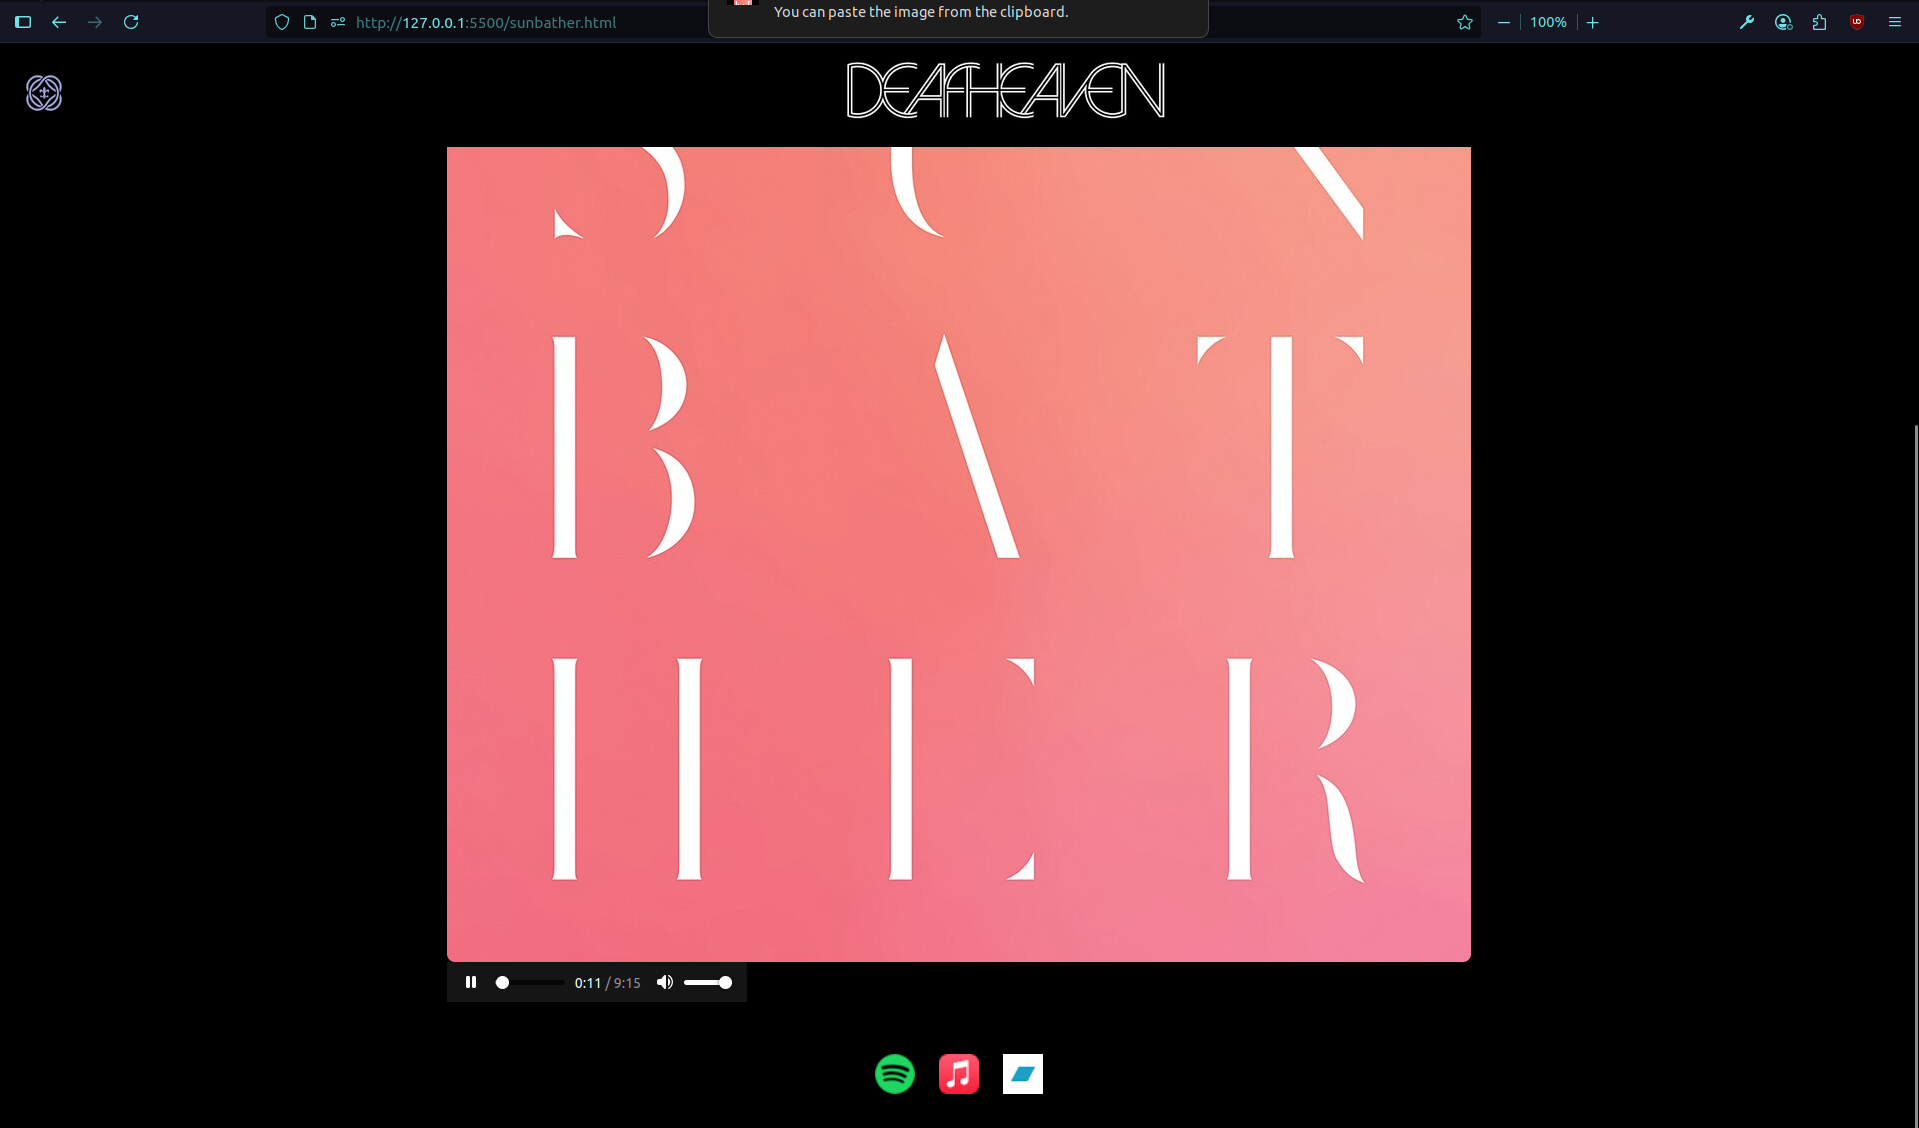 You can paste the image from the clipboard.
http://127.0.0.1:5500/sunbather.html
100%
DEAFHEAVEN
SUN
BAT
HER
0:11 / 9:15